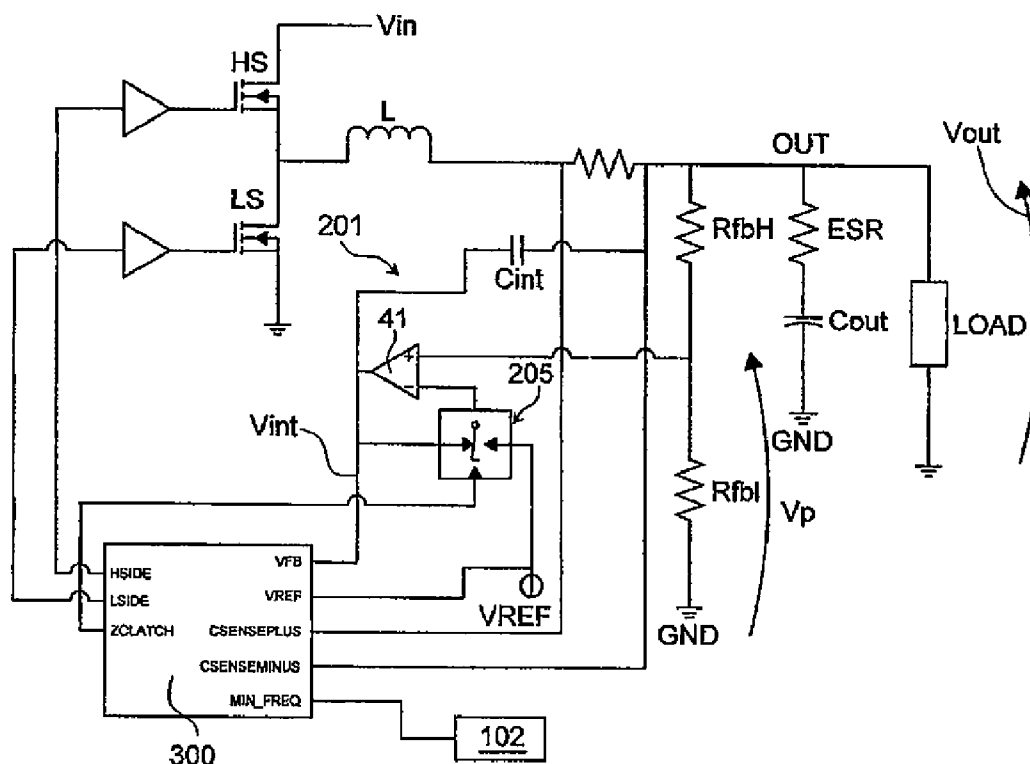 Vin
HS
L
OUT
Vout
LS
201
RfbH
ESR
Cint
41
Cout
LOAD
205
Vint
GND
Rfbl
Vp
VFB
HSIDE
VREF
LSIDE
VREF
ZCLATCH
CSENSEPLUS
GND
CSENSEMINUS
MIN_FREQ
102
300